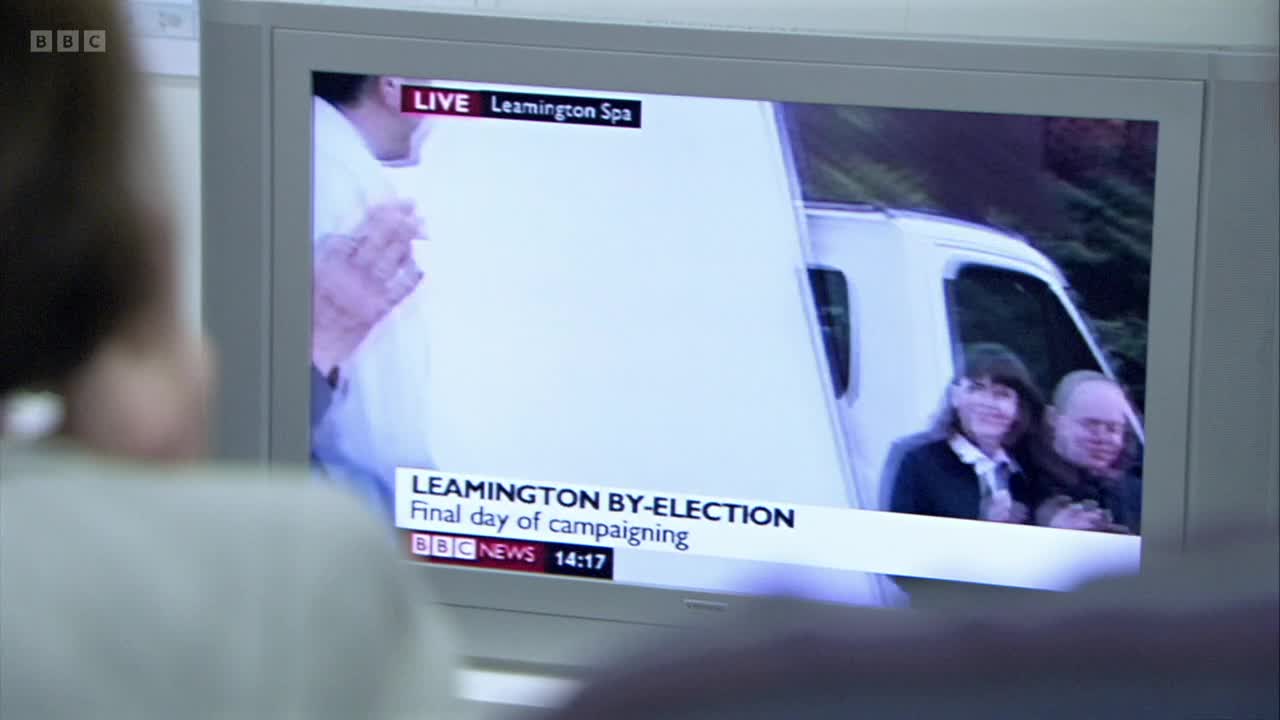 BBC
LIVE Leamington Spa
LEAMINGTON BY-ELECTION
Final day of campaigning
BBC NEWS 14:17